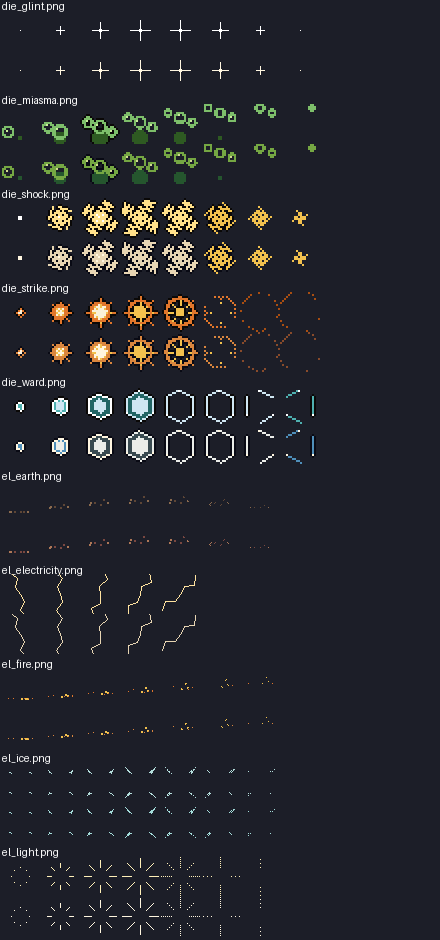 die_glint.png
die_miasma.png
die_shock.png
die_strike.png
die_ward.png
el_earth.png
el_electricity.png
el_fire.png
el_ice.png
el_light.png